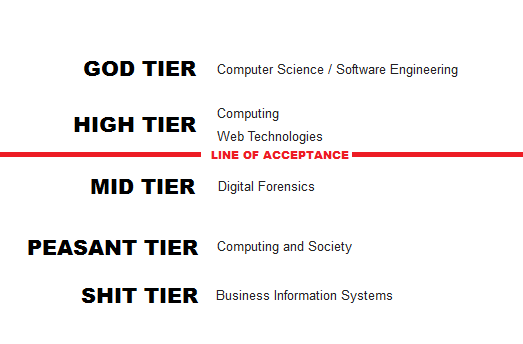 GOD TIER Computer Science / Software Engineering
HIGH TIER Computing
Web Technologies
LINE OF ACCEPTANCE
MID TIER Digital Forensics
PEASANT TIER Computing and Society
SHIT TIER Business Information Systems